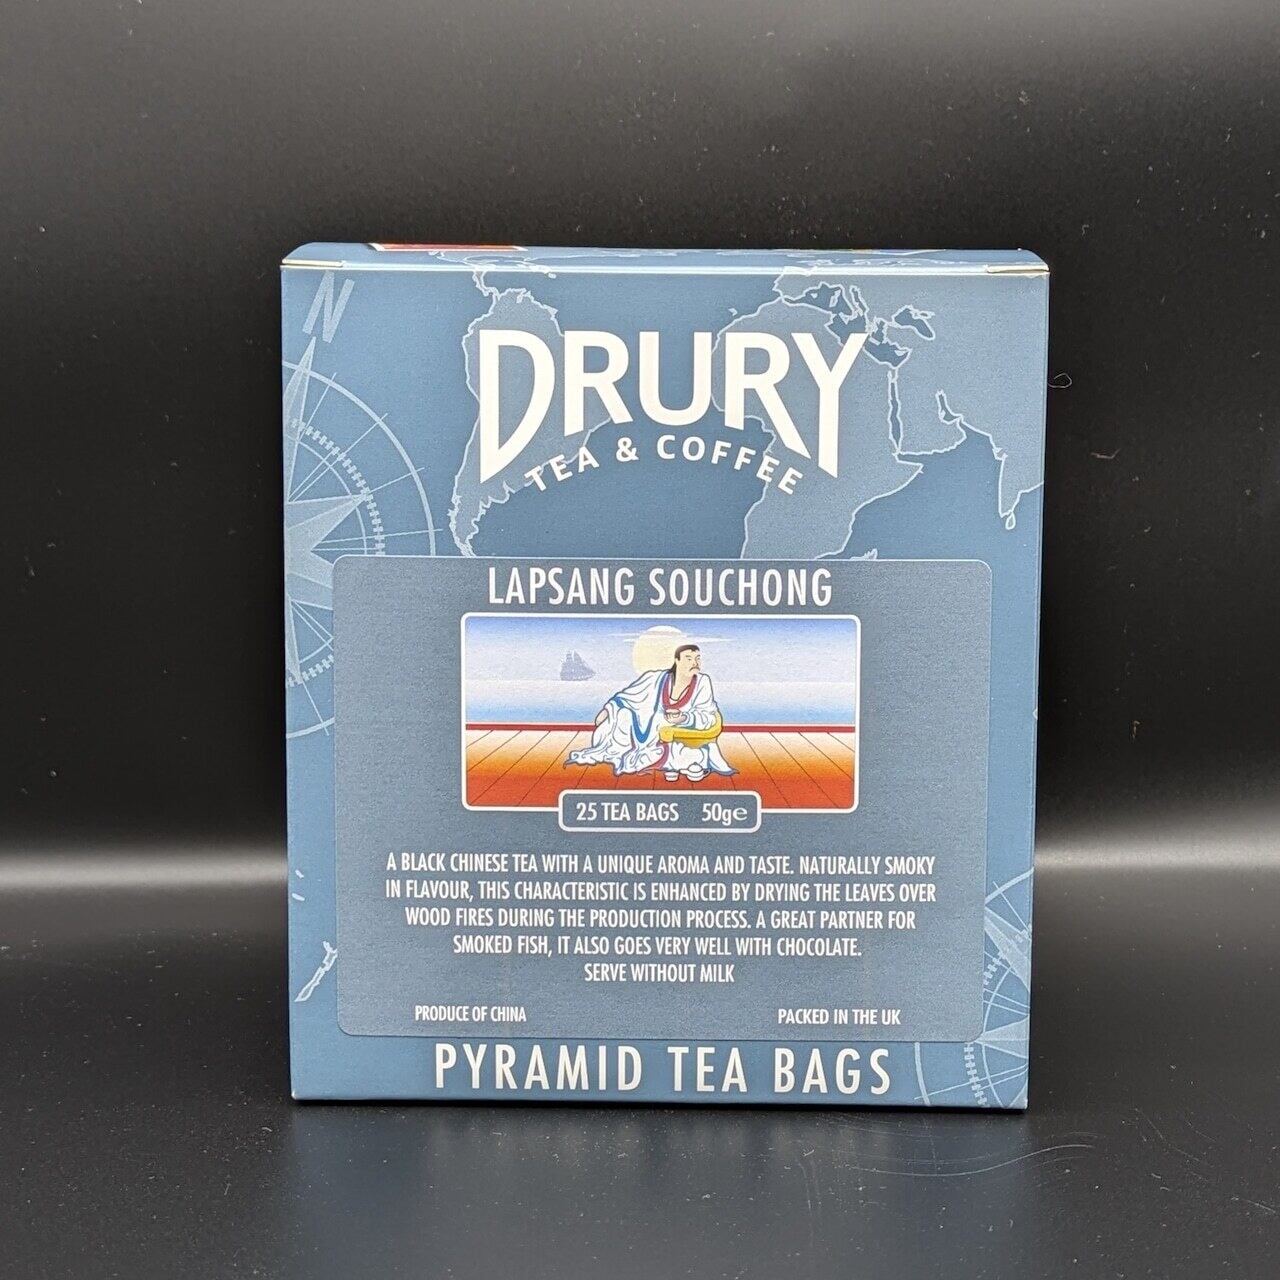 N
DRURY
TEA & COFFEE
LAPSANG SOUCHONG
25 TEA BAGS 50g℮
A BLACK CHINESE TEA WITH A UNIQUE AROMA AND TASTE. NATURALLY SMOKY
IN FLAVOUR, THIS CHARACTERISTIC IS ENHANCED BY DRYING THE LEAVES OVER
WOOD FIRES DURING THE PRODUCTION PROCESS. A GREAT PARTNER FOR
SMOKED FISH, IT ALSO GOES VERY WELL WITH CHOCOLATE.
SERVE WITHOUT MILK
PRODUCE OF CHINA PACKED IN THE UK
PYRAMID TEA BAGS